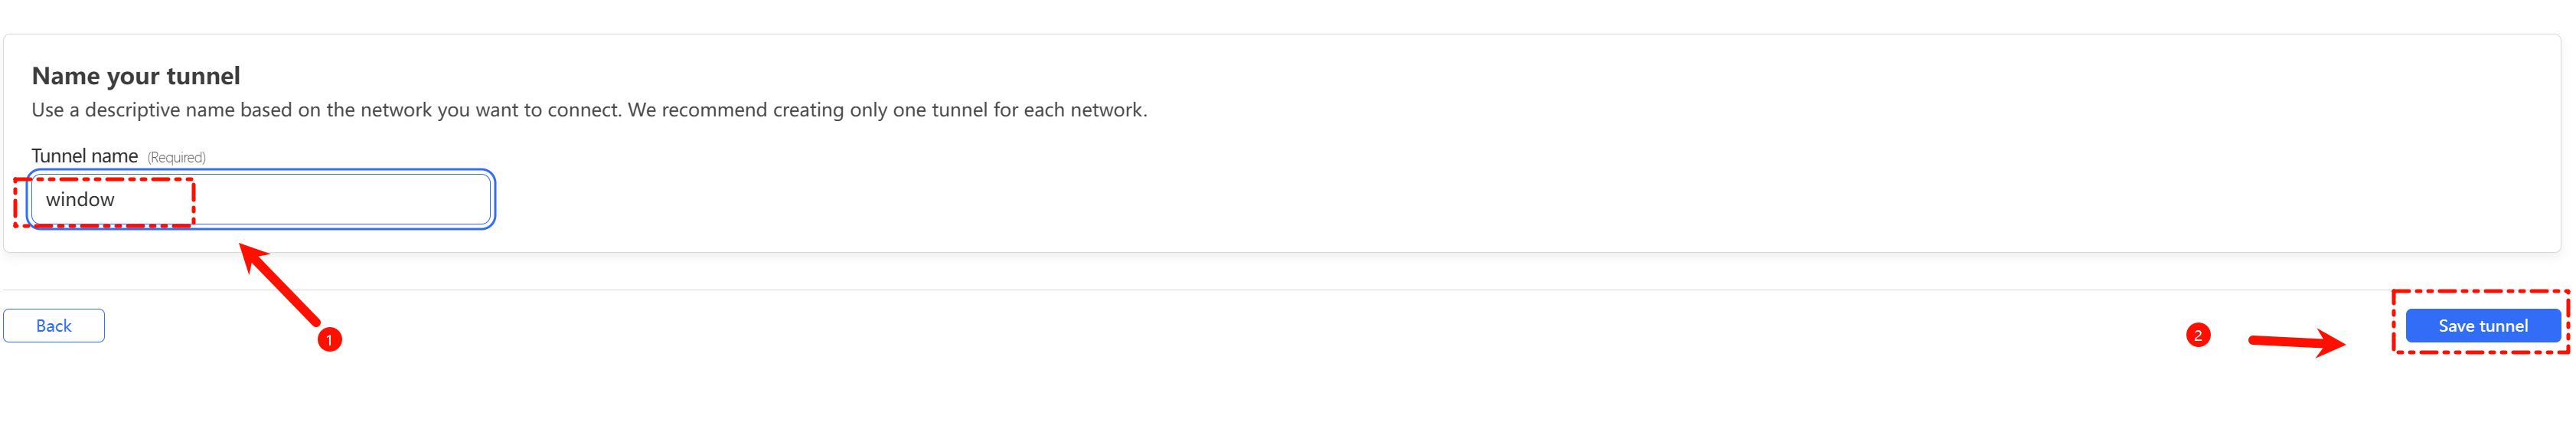 Name your tunnel
Use a descriptive name based on the network you want to connect. We recommend creating only one tunnel for each network.
Tunnel name (Required)
window
1
Back
2
Save tunnel